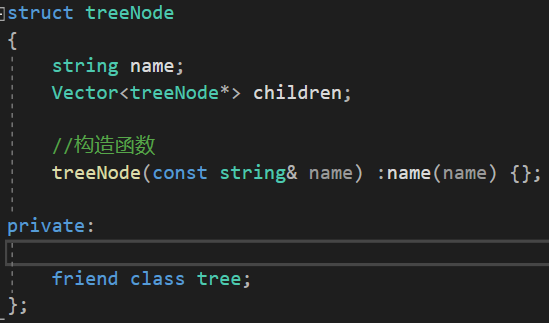 struct treeNode
{
string name;
Vector<treeNode*> children;
//构造函数
treeNode(const string& name) :name(name) {};
private:
friend class tree;
};